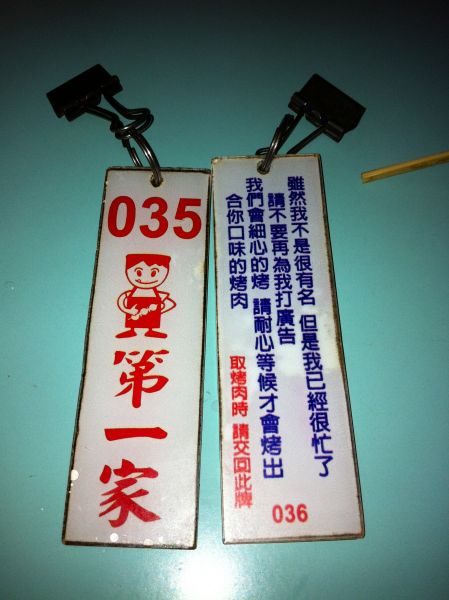 035
第一家
雖然我不是很有名 但是我已經很忙了
請不要再為我打廣告
我們會細心的烤 請耐心等候才會烤出
合你口味的烤肉
取烤肉時 請交回此牌
036